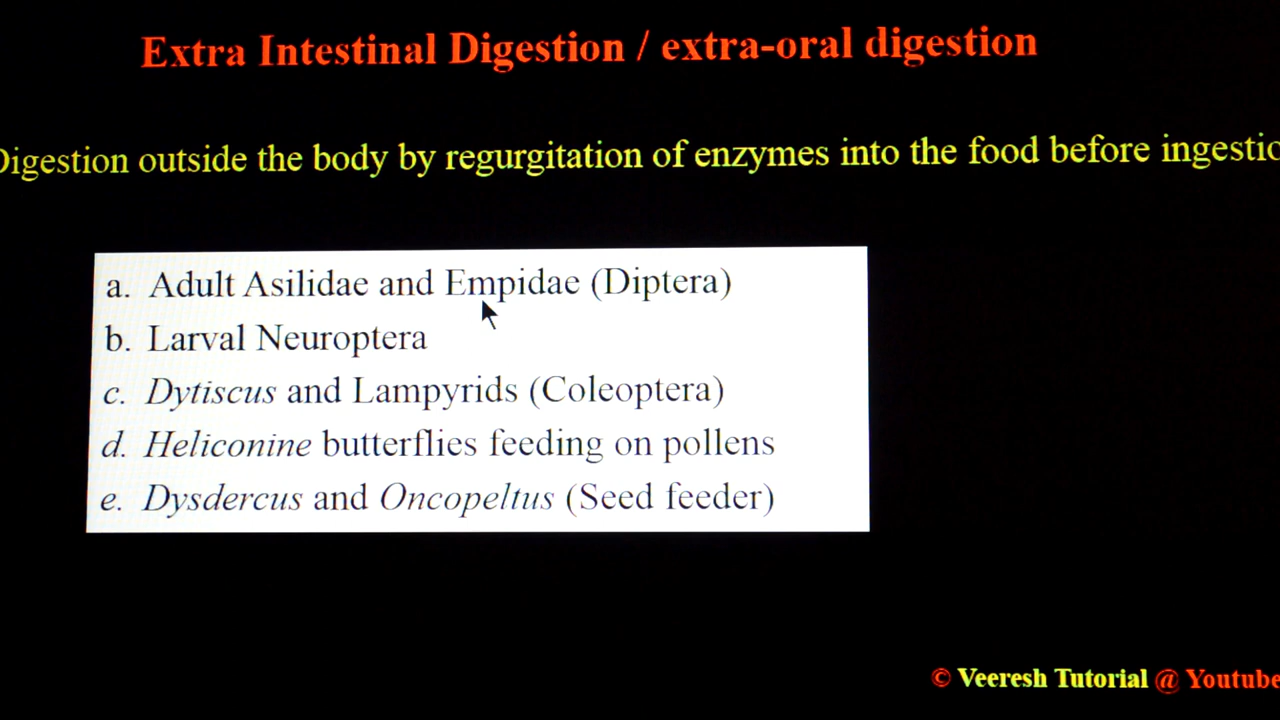 Extra Intestinal Digestion / extra-oral digestion
Digestion outside the body by regurgitation of enzymes into the food before
a. Adult Asilidae and Empidae (Diptera)
b. Larval Neuroptera
c. Dytiscus and Lampyrids (Coleoptera)
d. Heliconine butterflies feeding on pollens
e. Dysdercus and Oncopeltus (Seed feeder)
© Veeresh Tutorial @ Youtube